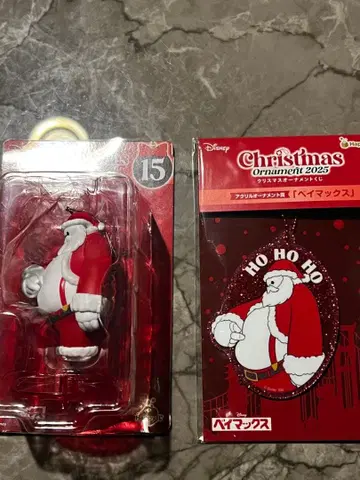 15
Disney
Christmas
Ornament 2025
クリスマスオーナメントくじ
アクリルオーナメント賞
「ベイマックス」
HO HO HO
Disney
ベイマックス